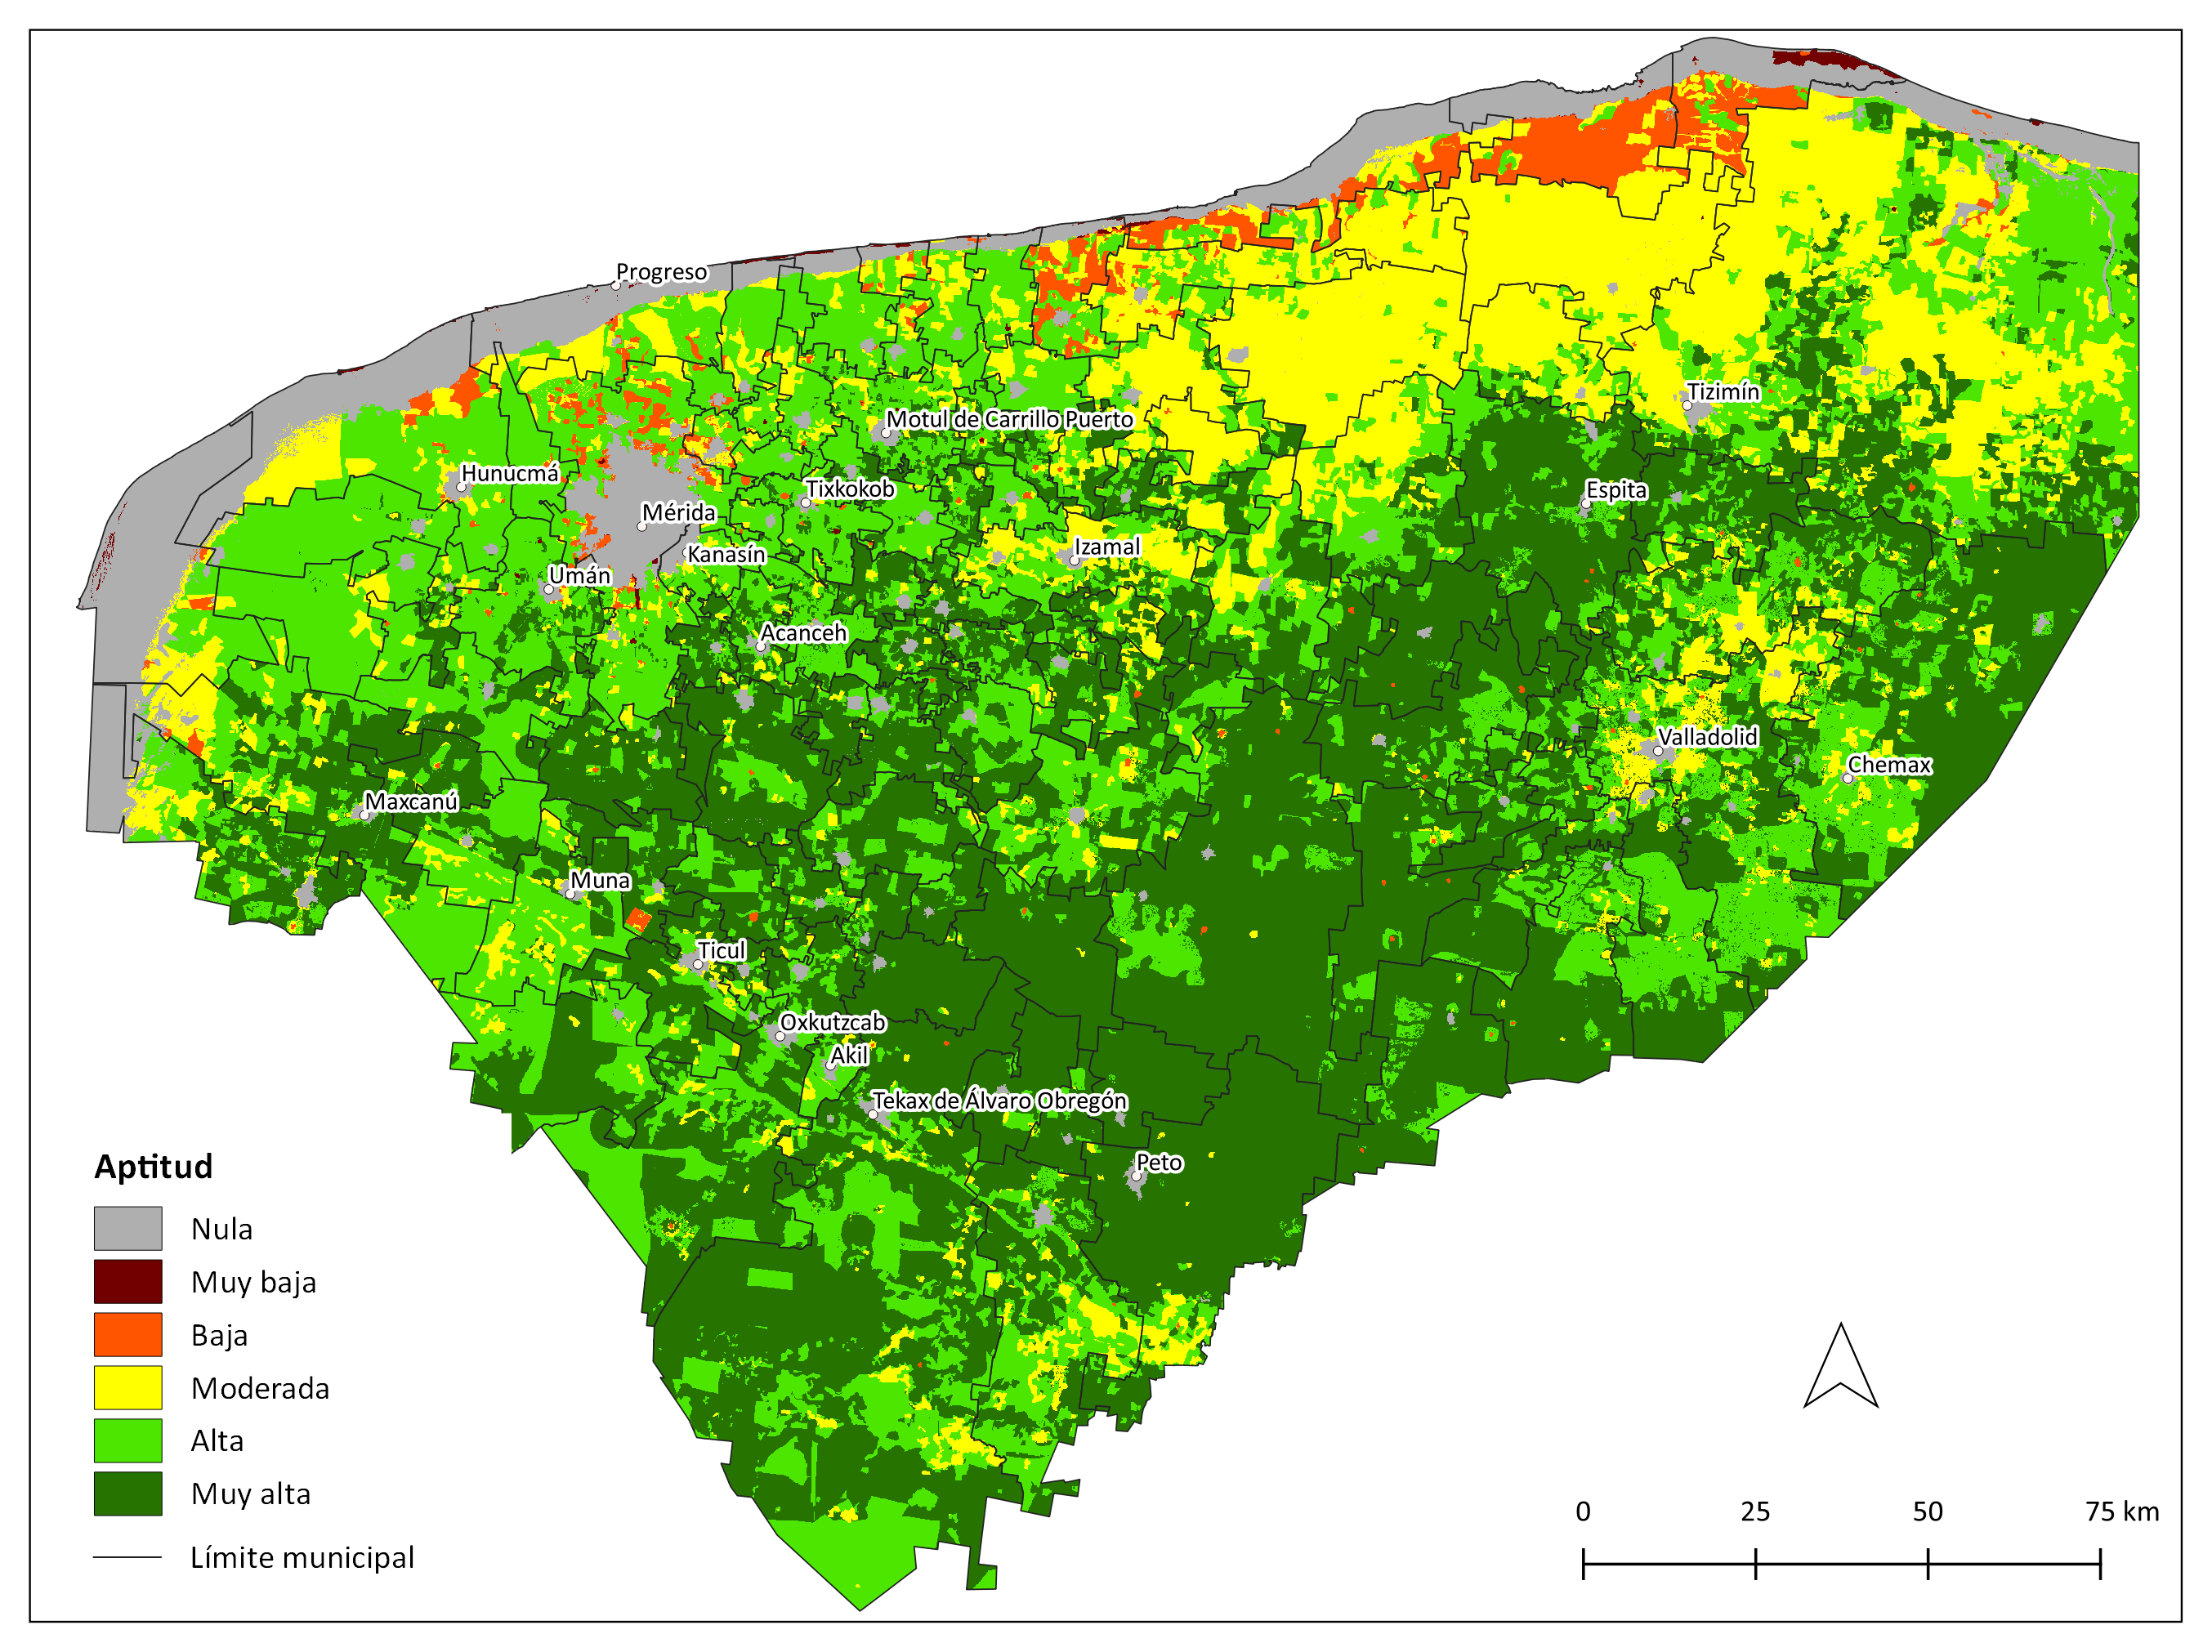 Progreso
Tizimín
Motul de Carrillo Puerto
Hunucmá
Tixkokob
Espita
Mérida
Izamal
Kanasín
Umán
Acanceh
Valladolid
Chemax
Maxcanú
Muna
Ticul
Oxkutzcab
Akil
Tekax de Álvaro Obregón
Peto
Aptitud
Nula
Muy baja
Baja
Moderada
Alta
Muy alta
Límite municipal
0 25 50 75 km